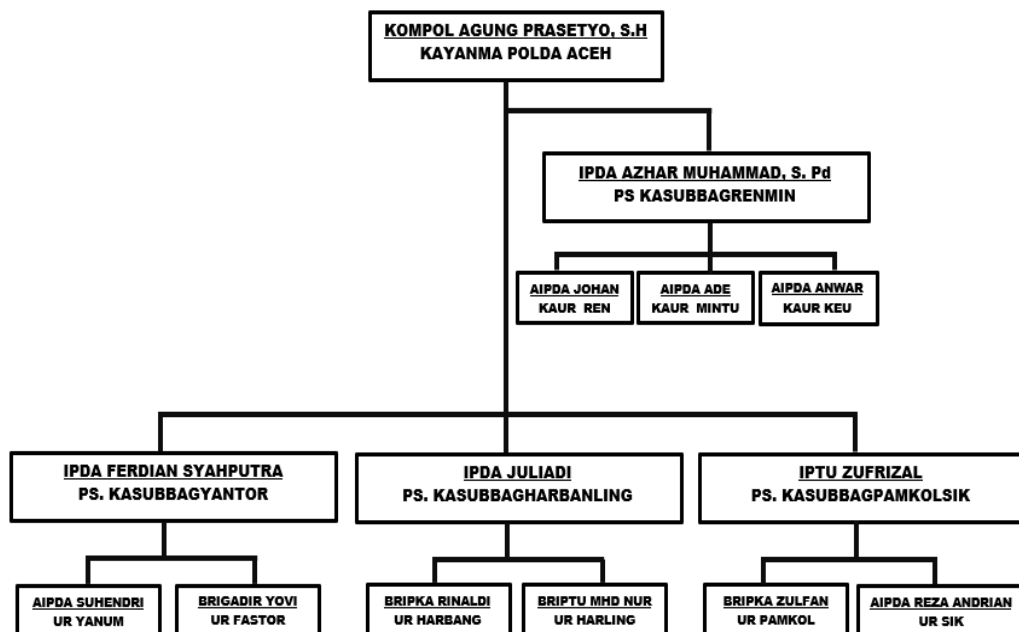 KOMPOL AGUNG PRASETYO, S.H
KAYANMA POLDA ACEH
IPDA AZHAR MUHAMMAD, S. Pd
PS KASUBBAGRENMIN
AIPDA JOHAN
KAUR REN
AIPDA ADE
KAUR MINTU
AIPDA ANWAR
KAUR KEU
IPDA FERDIAN SYAHPUTRA
PS. KASUBBAGYANTOR
IPDA JULIADI
PS. KASUBBAGHARBANLING
IPTU ZUFRIZAL
PS. KASUBBAGPAMKOLSIK
AIPDA SUHENDRI
UR YANUM
BRIGADIR YOVI
UR FASTOR
BRIPKA RINALDI
UR HARBANG
BRIPTU MHD NUR
UR HARLING
BRIPKA ZULFAN
UR PAMKOL
AIPDA REZA ANDRIAN
UR SIK